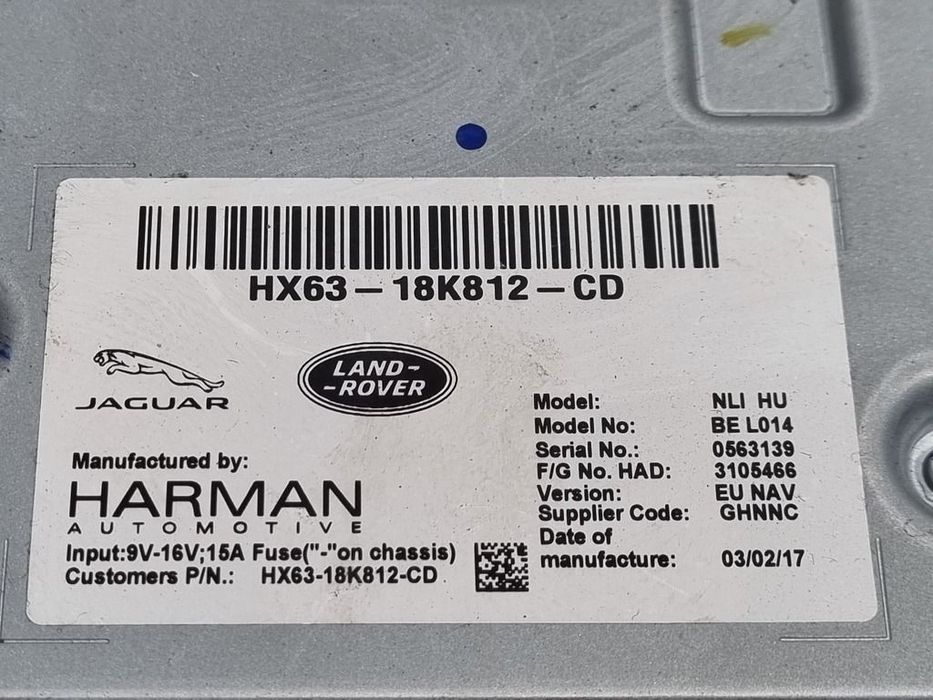 HX63-18K812-CD
JAGUAR
LAND-
-ROVER
Manufactured by:
HARMAN
AUTOMOTIVE
Input:9V-16V;15A Fuse("-"on chassis)
Customers P/N.: HX63-18K812-CD
Model: NLI HU
Model No: BE L014
Serial No.: 0563139
F/G No. HAD: 3105466
Version: EU NAV
Supplier Code: GHNNC
Date of
manufacture: 03/02/17